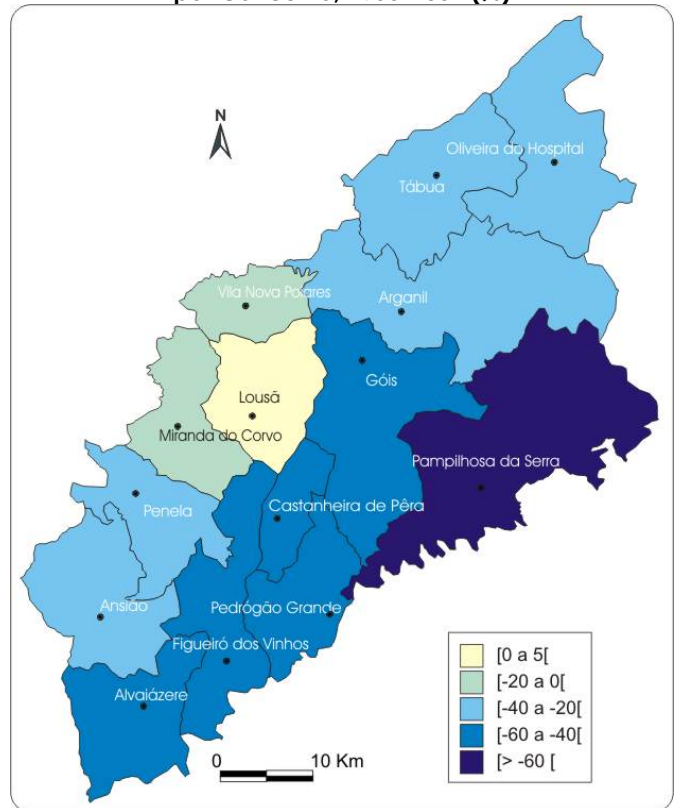 N
Oliveira do Hospital
Tábua
Vila Nova Poiares
Arganil
Góis
Lousã
Miranda do Corvo
Pampilhosa da Serra
Castanheira de Pêra
Penela
Ansião
Pedrógão Grande
Figueiró dos Vinhos
Alvaiázere
[0 a 5[
[-20 a 0[
[-40 a -20[
[-60 a -40[
[> -60 [
0 10 Km